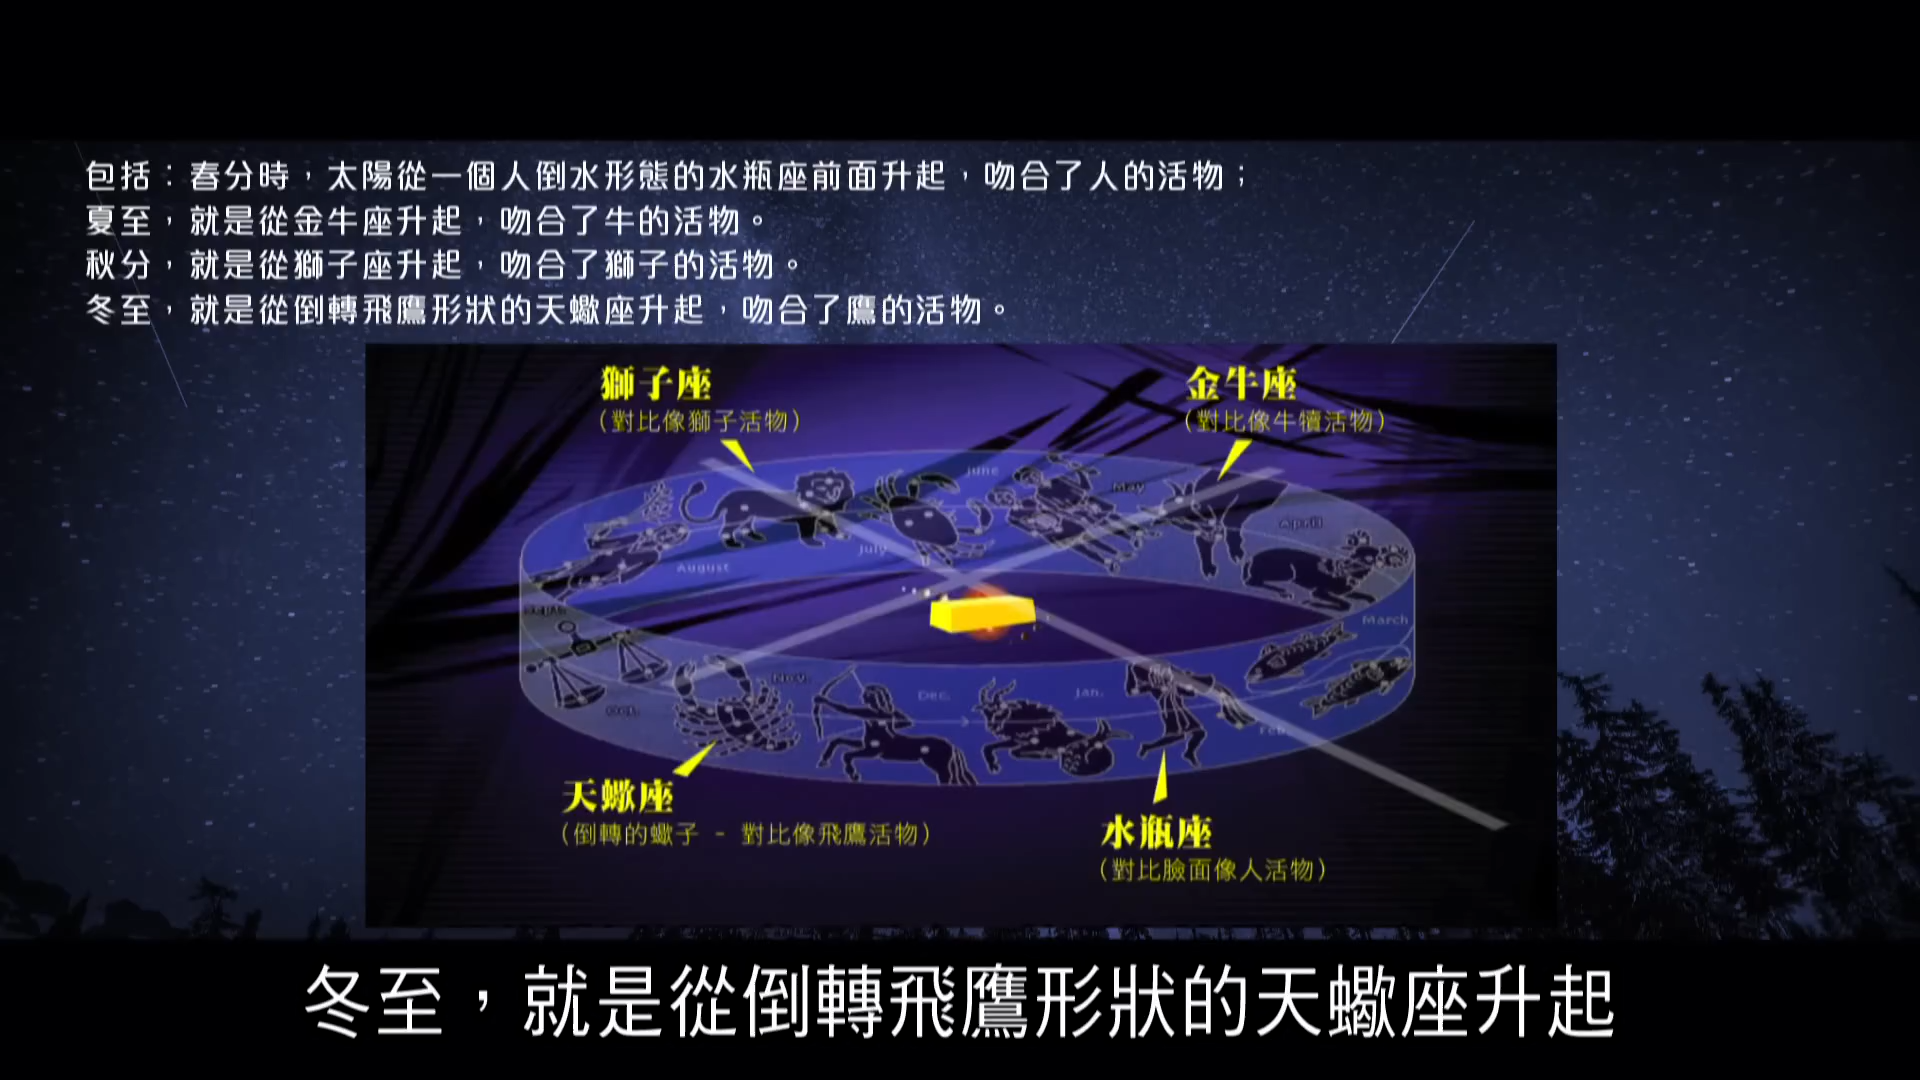 包括：春分時，太陽從一個人倒水形態的水瓶座前面升起，吻合了人的活物；
夏至，就是從金牛座升起，吻合了牛的活物。
秋分，就是從獅子座升起，吻合了獅子的活物。
冬至，就是從倒轉飛鷹形狀的天蠍座升起，吻合了鷹的活物。
獅子座
（對比像獅子活物）
金牛座
（對比像牛犢活物）
June
May
April
July
August
Sept.
March
Nov.
Oct.
Dec.
Jan.
Feb.
天蠍座
（倒轉的蠍子 - 對比像飛鷹活物）
水瓶座
（對比臉面像人活物）
冬至，就是從倒轉飛鷹形狀的天蠍座升起